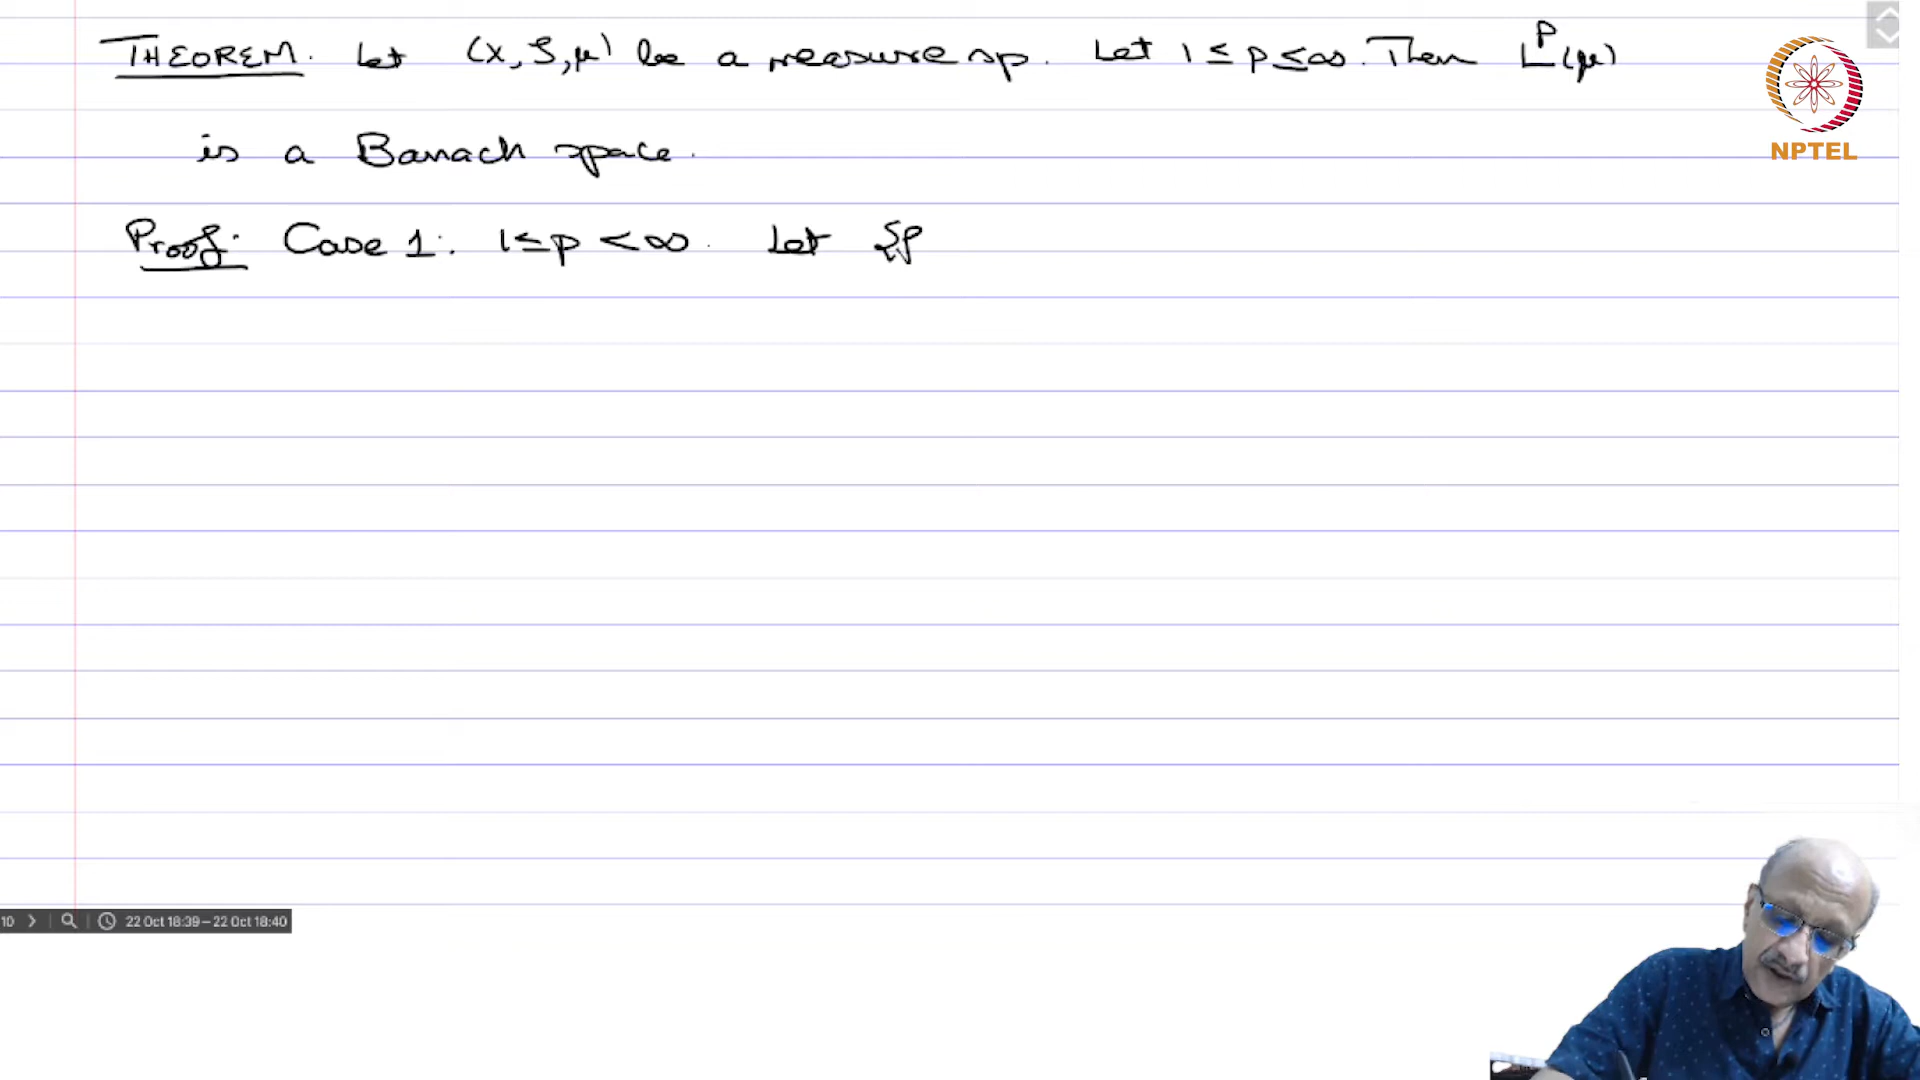 THEOREM. Let (X, S, μ) be a measure sp. Let 1 ≤ p ≤ ∞. Then L^p(μ)
is a Banach space.
Proof: Case 1: 1 ≤ p < ∞. Let {f
NPTEL
10 22 Oct 18:39 – 22 Oct 18:40